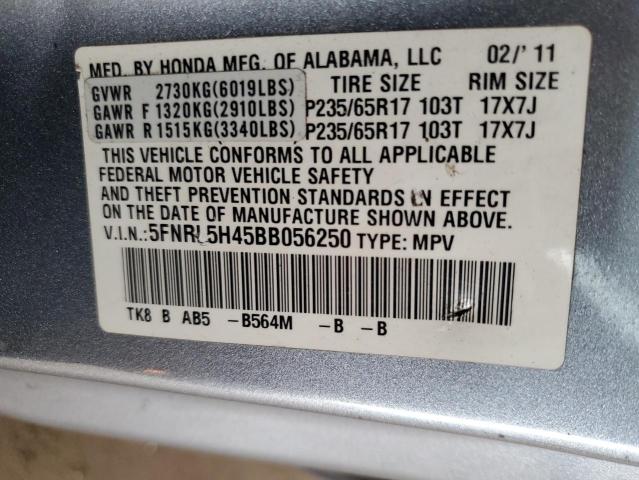 MFD. BY HONDA MFG. OF ALABAMA, LLC 02/'11
GVWR 2730KG(6019LBS) TIRE SIZE RIM SIZE
GAWR F 1320KG(2910LBS) P235/65R17 103T 17X7J
GAWR R 1515KG(3340LBS) P235/65R17 103T 17X7J
THIS VEHICLE CONFORMS TO ALL APPLICABLE
FEDERAL MOTOR VEHICLE SAFETY
AND THEFT PREVENTION STANDARDS IN EFFECT
ON THE DATE OF MANUFACTURE SHOWN ABOVE.
V.I.N.:5FNRL5H45BB056250 TYPE: MPV
TK8 B AB5 -B564M -B -B